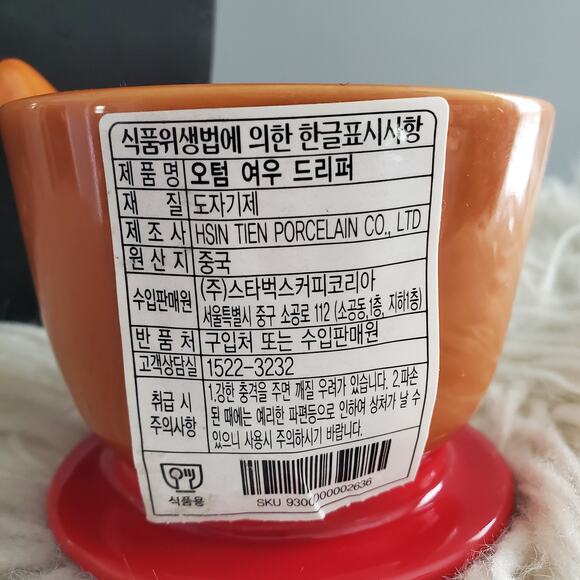 식품위생법에 의한 한글표시사항
제 품 명 오텀 여우 드리퍼
재 질 도자기제
제 조 사 HSIN TIEN PORCELAIN CO., LTD
원 산 지 중국
수입판매원 (주)스타벅스커피코리아
서울특별시 중구 소공로 112 (소공동,1층, 지하1층)
반 품 처 구입처 또는 수입판매원
고객상담실 1522-3232
취급 시 주의사항 1.강한 충격을 주면 깨질 우려가 있습니다. 2.파손
된 때에는 예리한 파편등으로 인하여 상처가 날 수
있으니 사용시 주의하시기 바랍니다.
식품용
SKU 9300000002636